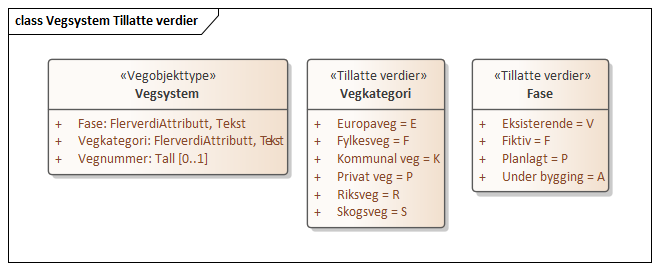 class Vegsystem Tillatte verdier
«Vegobjekttype»
Vegsystem
+ Fase: FlerverdiAttributt, Tekst
+ Vegkategori: FlerverdiAttributt, Tekst
+ Vegnummer: Tall [0..1]
«Tillatte verdier»
Vegkategori
+ Europaveg = E
+ Fylkesveg = F
+ Kommunal veg = K
+ Privat veg = P
+ Riksveg = R
+ Skogsveg = S
«Tillatte verdier»
Fase
+ Eksisterende = V
+ Fiktiv = F
+ Planlagt = P
+ Under bygging = A